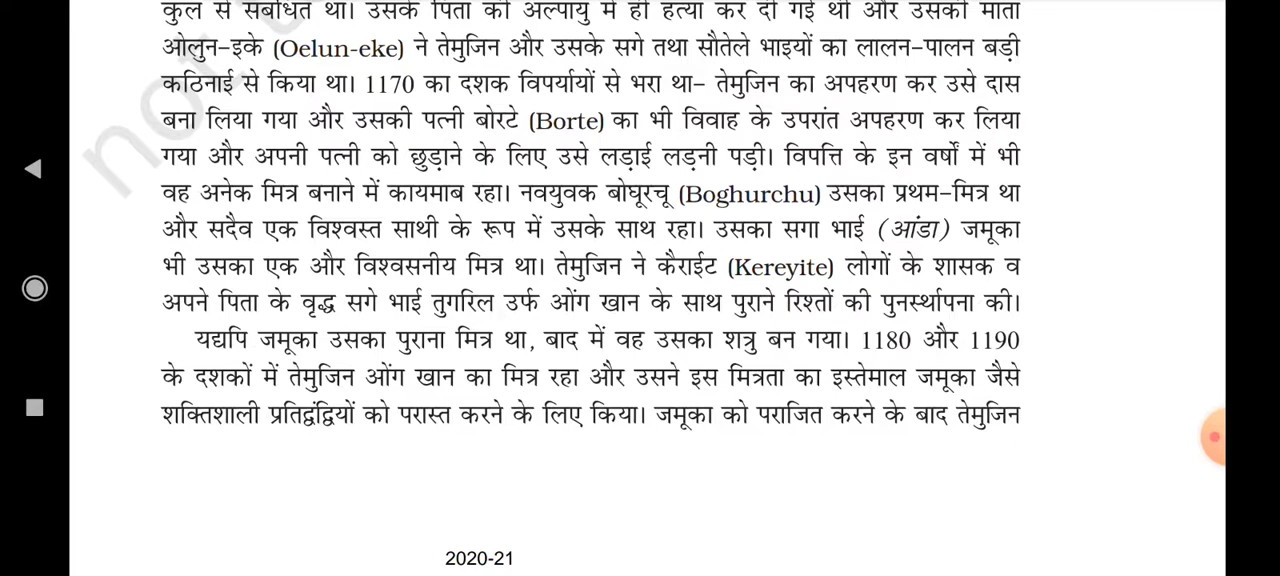 कुल से संबंधित था। उसके पिता की अल्पायु में ही हत्या कर दी गई थी और उसकी माता
ओलुन-इके (Oelun-eke) ने तेमुजिन और उसके सगे तथा सौतेले भाइयों का लालन-पालन बड़ी
कठिनाई से किया था। 1170 का दशक विपर्यायों से भरा था- तेमुजिन का अपहरण कर उसे दास
बना लिया गया और उसकी पत्नी बोरटे (Borte) का भी विवाह के उपरांत अपहरण कर लिया
गया और अपनी पत्नी को छुड़ाने के लिए उसे लड़ाई लड़नी पड़ी। विपत्ति के इन वर्षों में भी
वह अनेक मित्र बनाने में कायमाब रहा। नवयुवक बोघूरचू (Boghurchu) उसका प्रथम-मित्र था
और सदैव एक विश्वस्त साथी के रूप में उसके साथ रहा। उसका सगा भाई (आंडा) जमूका
भी उसका एक और विश्वसनीय मित्र था। तेमुजिन ने कैराईट (Kereyite) लोगों के शासक व
अपने पिता के वृद्ध सगे भाई तुगरिल उर्फ ओंग खान के साथ पुराने रिश्तों की पुनर्स्थापना की।
यद्यपि जमूका उसका पुराना मित्र था, बाद में वह उसका शत्रु बन गया। 1180 और 1190
के दशकों में तेमुजिन ओंग खान का मित्र रहा और उसने इस मित्रता का इस्तेमाल जमूका जैसे
शक्तिशाली प्रतिद्वंद्वियों को परास्त करने के लिए किया। जमूका को पराजित करने के बाद तेमुजिन
2020-21
not